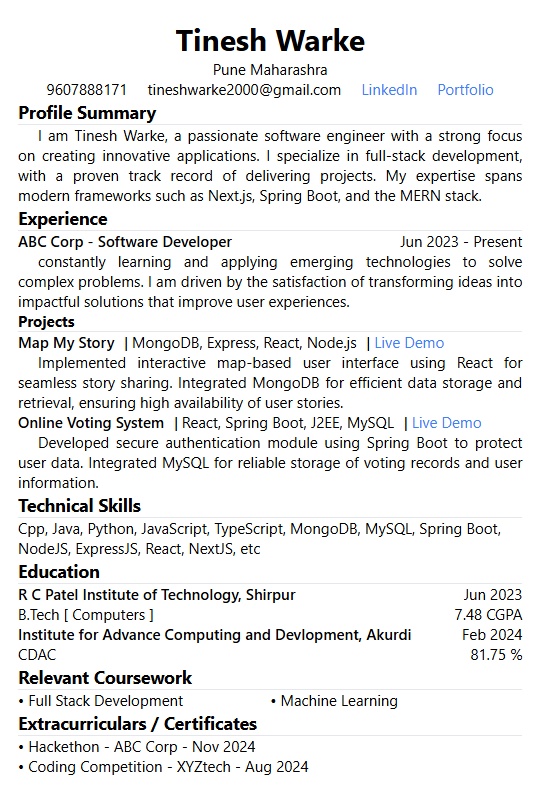 Tinesh Warke
Pune Maharashra
9607888171 tineshwarke2000@gmail.com LinkedIn Portfolio
Profile Summary
I am Tinesh Warke, a passionate software engineer with a strong focus
on creating innovative applications. I specialize in full-stack development,
with a proven track record of delivering projects. My expertise spans
modern frameworks such as Next.js, Spring Boot, and the MERN stack.
Experience
ABC Corp - Software Developer Jun 2023 - Present
constantly learning and applying emerging technologies to solve
complex problems. I am driven by the satisfaction of transforming ideas into
impactful solutions that improve user experiences.
Projects
Map My Story | MongoDB, Express, React, Node.js | Live Demo
Implemented interactive map-based user interface using React for
seamless story sharing. Integrated MongoDB for efficient data storage and
retrieval, ensuring high availability of user stories.
Online Voting System | React, Spring Boot, J2EE, MySQL | Live Demo
Developed secure authentication module using Spring Boot to protect
user data. Integrated MySQL for reliable storage of voting records and user
information.
Technical Skills
Cpp, Java, Python, JavaScript, TypeScript, MongoDB, MySQL, Spring Boot,
NodeJS, ExpressJS, React, NextJS, etc
Education
R C Patel Institute of Technology, Shirpur Jun 2023
B.Tech [ Computers ] 7.48 CGPA
Institute for Advance Computing and Devlopment, Akurdi Feb 2024
CDAC 81.75 %
Relevant Coursework
• Full Stack Development • Machine Learning
Extracurriculars / Certificates
• Hackethon - ABC Corp - Nov 2024
• Coding Competition - XYZtech - Aug 2024